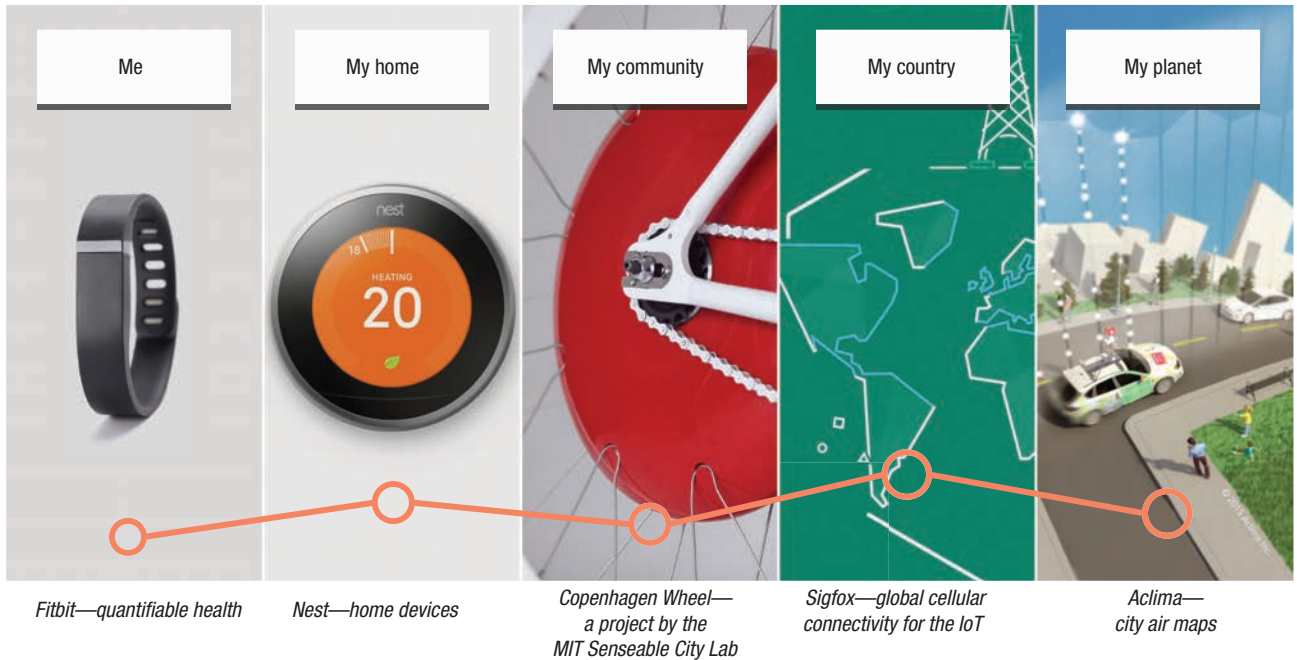 Me
My home
My community
My country
My planet
nest
18
HEATING
20
Fitbit—quantifiable health
Nest—home devices
Copenhagen Wheel—
a project by the
MIT Senseable City Lab
Sigfox—global cellular
connectivity for the IoT
Aclima—
city air maps